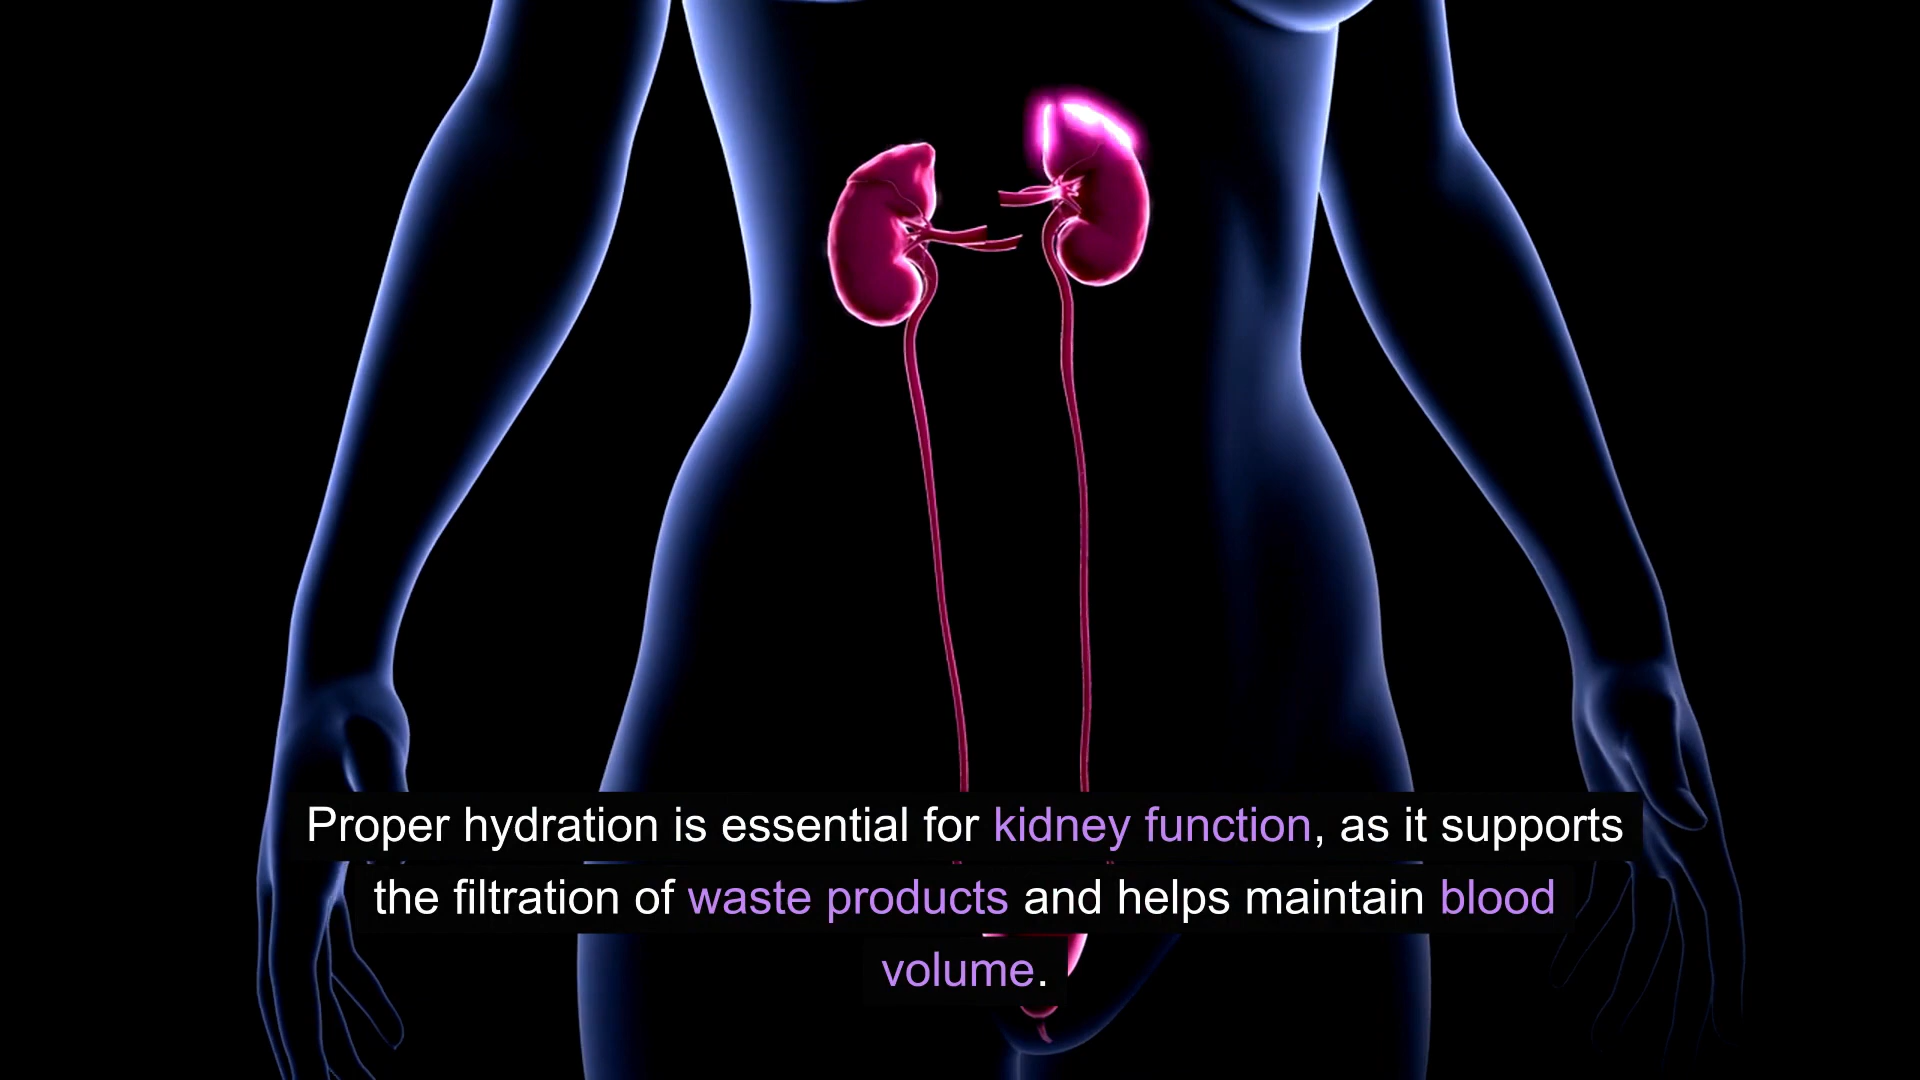 Proper hydration is essential for kidney function, as it supports
the filtration of waste products and helps maintain blood
volume.